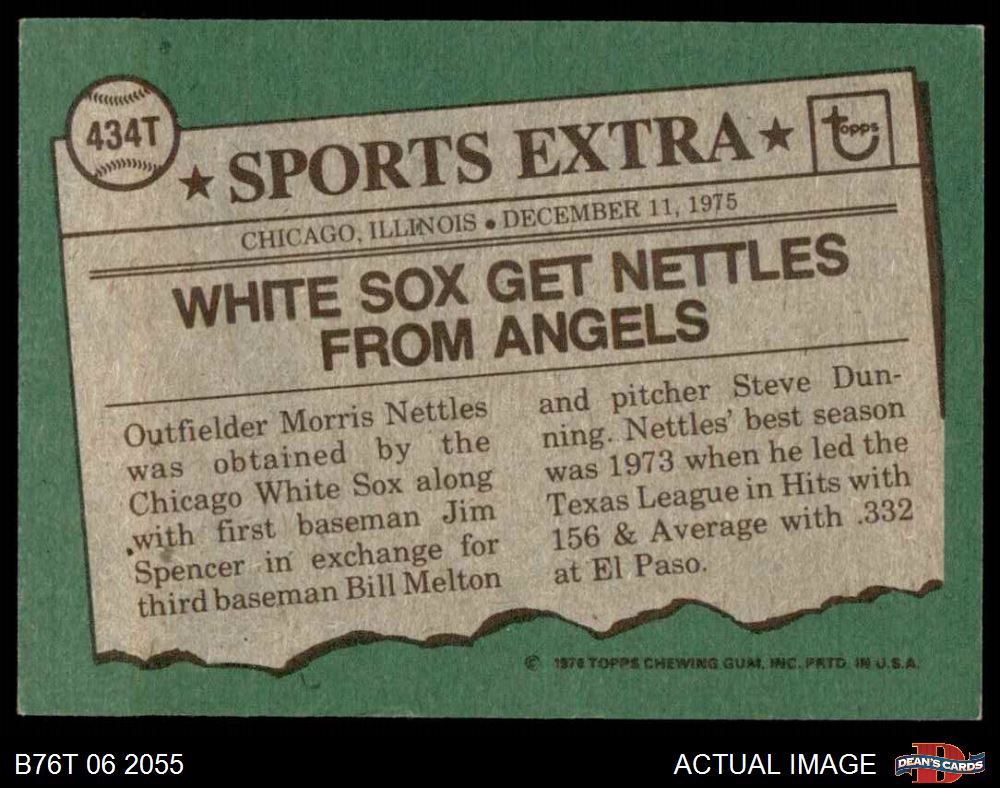 434T
★ SPORTS EXTRA ★
topps
CHICAGO, ILLINOIS • DECEMBER 11, 1975
WHITE SOX GET NETTLES
FROM ANGELS
Outfielder Morris Nettles
was obtained by the
Chicago White Sox along
with first baseman Jim
Spencer in exchange for
third baseman Bill Melton
and pitcher Steve Dun-
ning. Nettles' best season
was 1973 when he led the
Texas League in Hits with
156 & Average with .332
at El Paso.
© 1976 TOPPS CHEWING GUM, INC. PRTD. IN U.S.A.
B76T 06 2055
ACTUAL IMAGE
DEAN'S CARDS